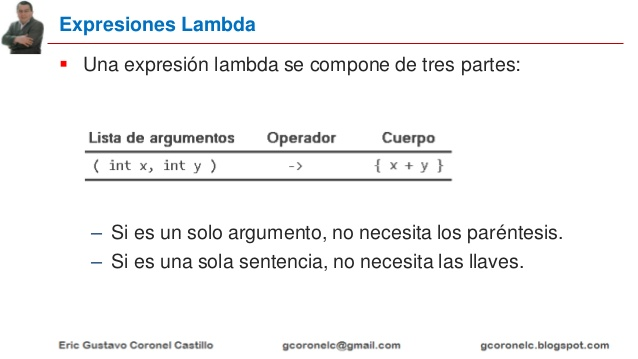 Expresiones Lambda
Una expresión lambda se compone de tres partes:
Lista de argumentos Operador Cuerpo
( int x, int y ) -> { x + y }
– Si es un solo argumento, no necesita los paréntesis.
– Si es una sola sentencia, no necesita las llaves.
Eric Gustavo Coronel Castillo gcoronelc@gmail.com gcoronelc.blogspot.com